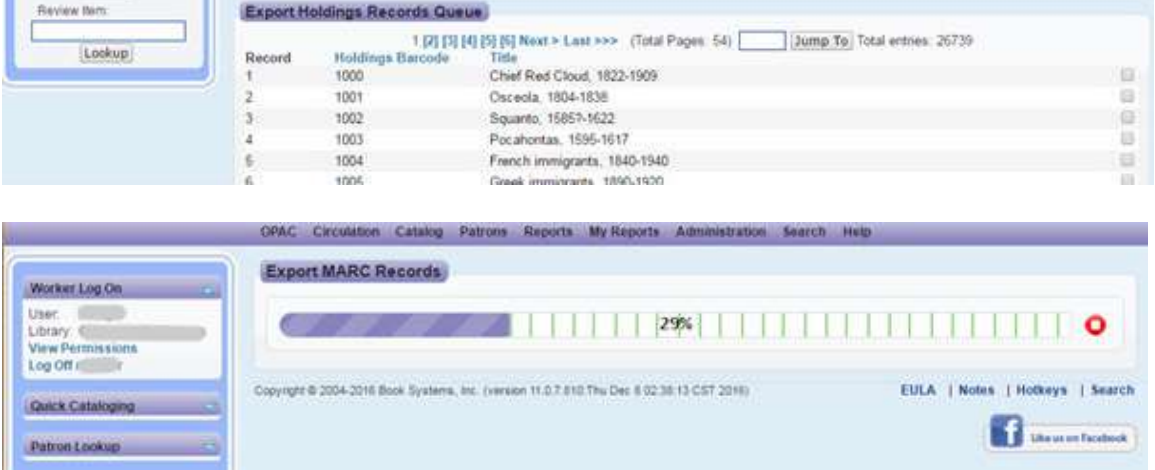 Review Item:
Lookup
Export Holdings Records Queue
1 [2] [3] [4] [5] [6] Next > Last >>> (Total Pages: 54) Jump To Total entries: 26739
Record Holdings Barcode Title
1 1000 Chief Red Cloud, 1822-1909
2 1001 Osceola, 1804-1838
3 1002 Squanto, 1585?-1622
4 1003 Pocahontas, 1595-1617
5 1004 French immigrants, 1840-1940
6 1005 Greek immigrants, 1890-1920
OPAC Circulation Catalog Patrons Reports My Reports Administration Search Help
Export MARC Records
Worker Log On
User:
Library:
View Permissions
Log Off
29%
Copyright © 2004-2016 Book Systems, Inc. (version 11.0.7.810 Thu Dec 8 02:38:13 CST 2016)
EULA | Notes | Hotkeys | Search
Quick Cataloging
Patron Lookup
f Like us on Facebook